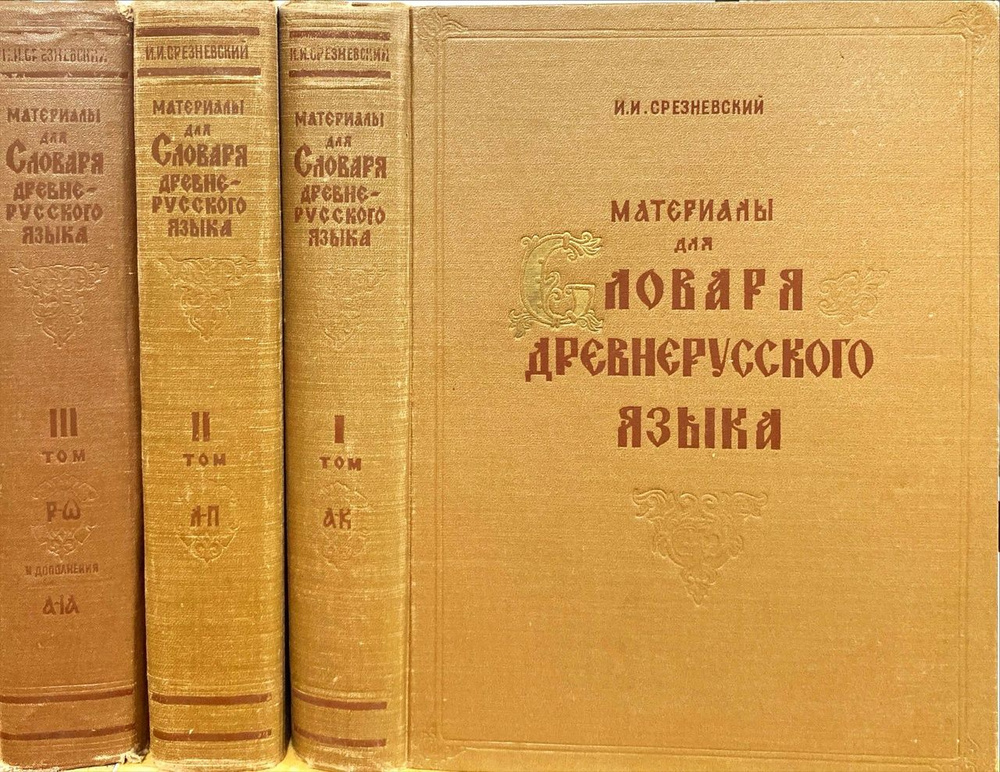 И.И.СРЕЗНЕВСКИЙ
МАТЕРИАЛЫ
ДЛЯ
СЛОВАРЯ
ДРЕВНЕ-
РУССКОГО
ЯЗЫКА
III
ТОМ
Р-Ѡ
И ДОПОЛНЕНИЯ
А-ІА
И.И.СРЕЗНЕВСКИЙ
МАТЕРИАЛЫ
ДЛЯ
СЛОВАРЯ
ДРЕВНЕ-
РУССКОГО
ЯЗЫКА
II
ТОМ
Л-П
И.И.СРЕЗНЕВСКИЙ
МАТЕРИАЛЫ
ДЛЯ
СЛОВАРЯ
ДРЕВНЕ-
РУССКОГО
ЯЗЫКА
I
ТОМ
А-К
И.И.СРЕЗНЕВСКИЙ
МАТЕРИАЛЫ
ДЛЯ
СЛОВАРЯ
ДРЕВНЕРУССКОГО
ЯЗЫКА